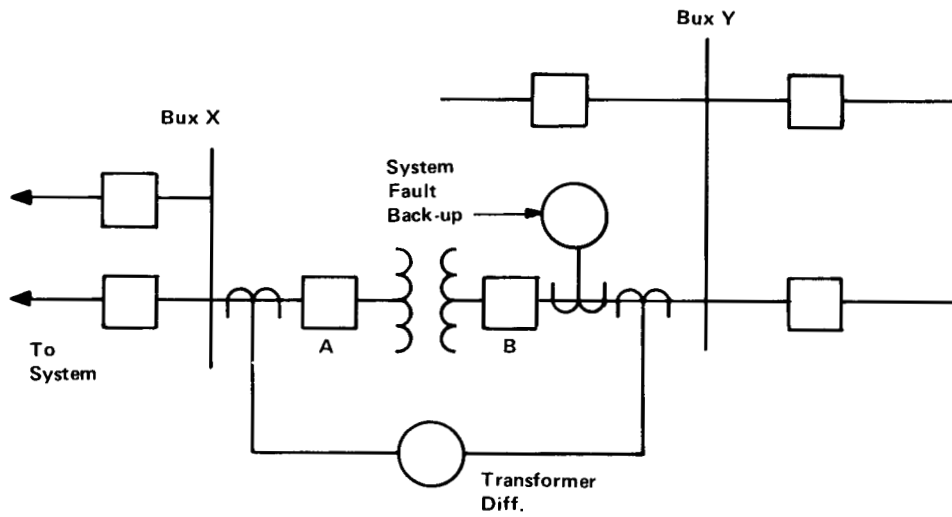 Bux Y
Bux X
System
Fault
Back-up
A
B
To
System
Transformer
Diff.